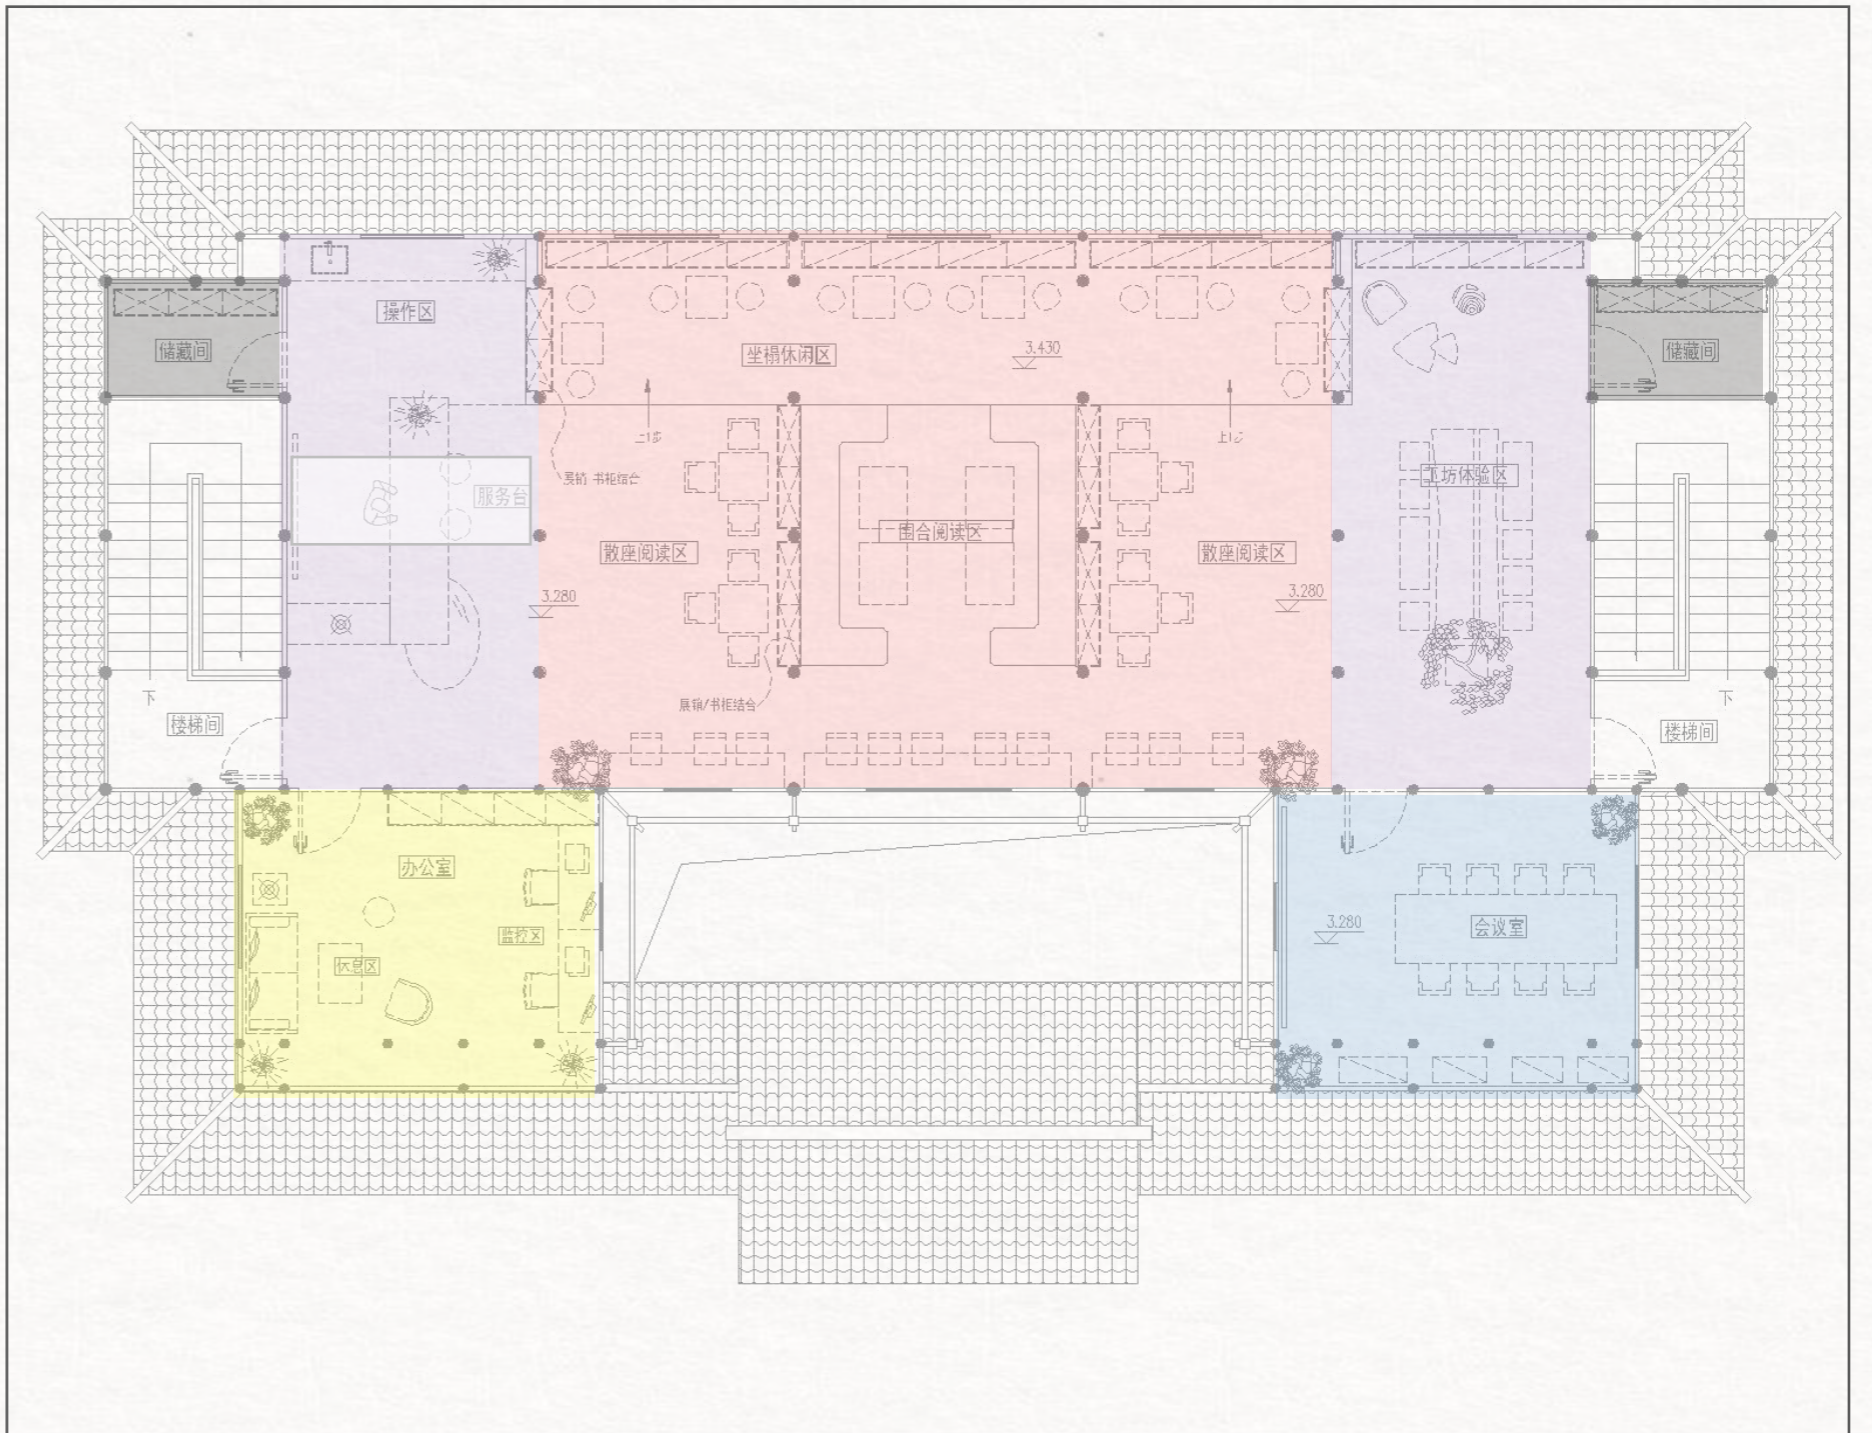 操作区
储藏间
坐榻休闲区
3.430
储藏间
上1步
上1步
展销 书柜结合
服务台
工坊体验区
围合阅读区
散座阅读区
散座阅读区
3.280
3.280
下
展销/书柜结合
下
楼梯间
楼梯间
办公室
3.280
会议室
监控区
休息区